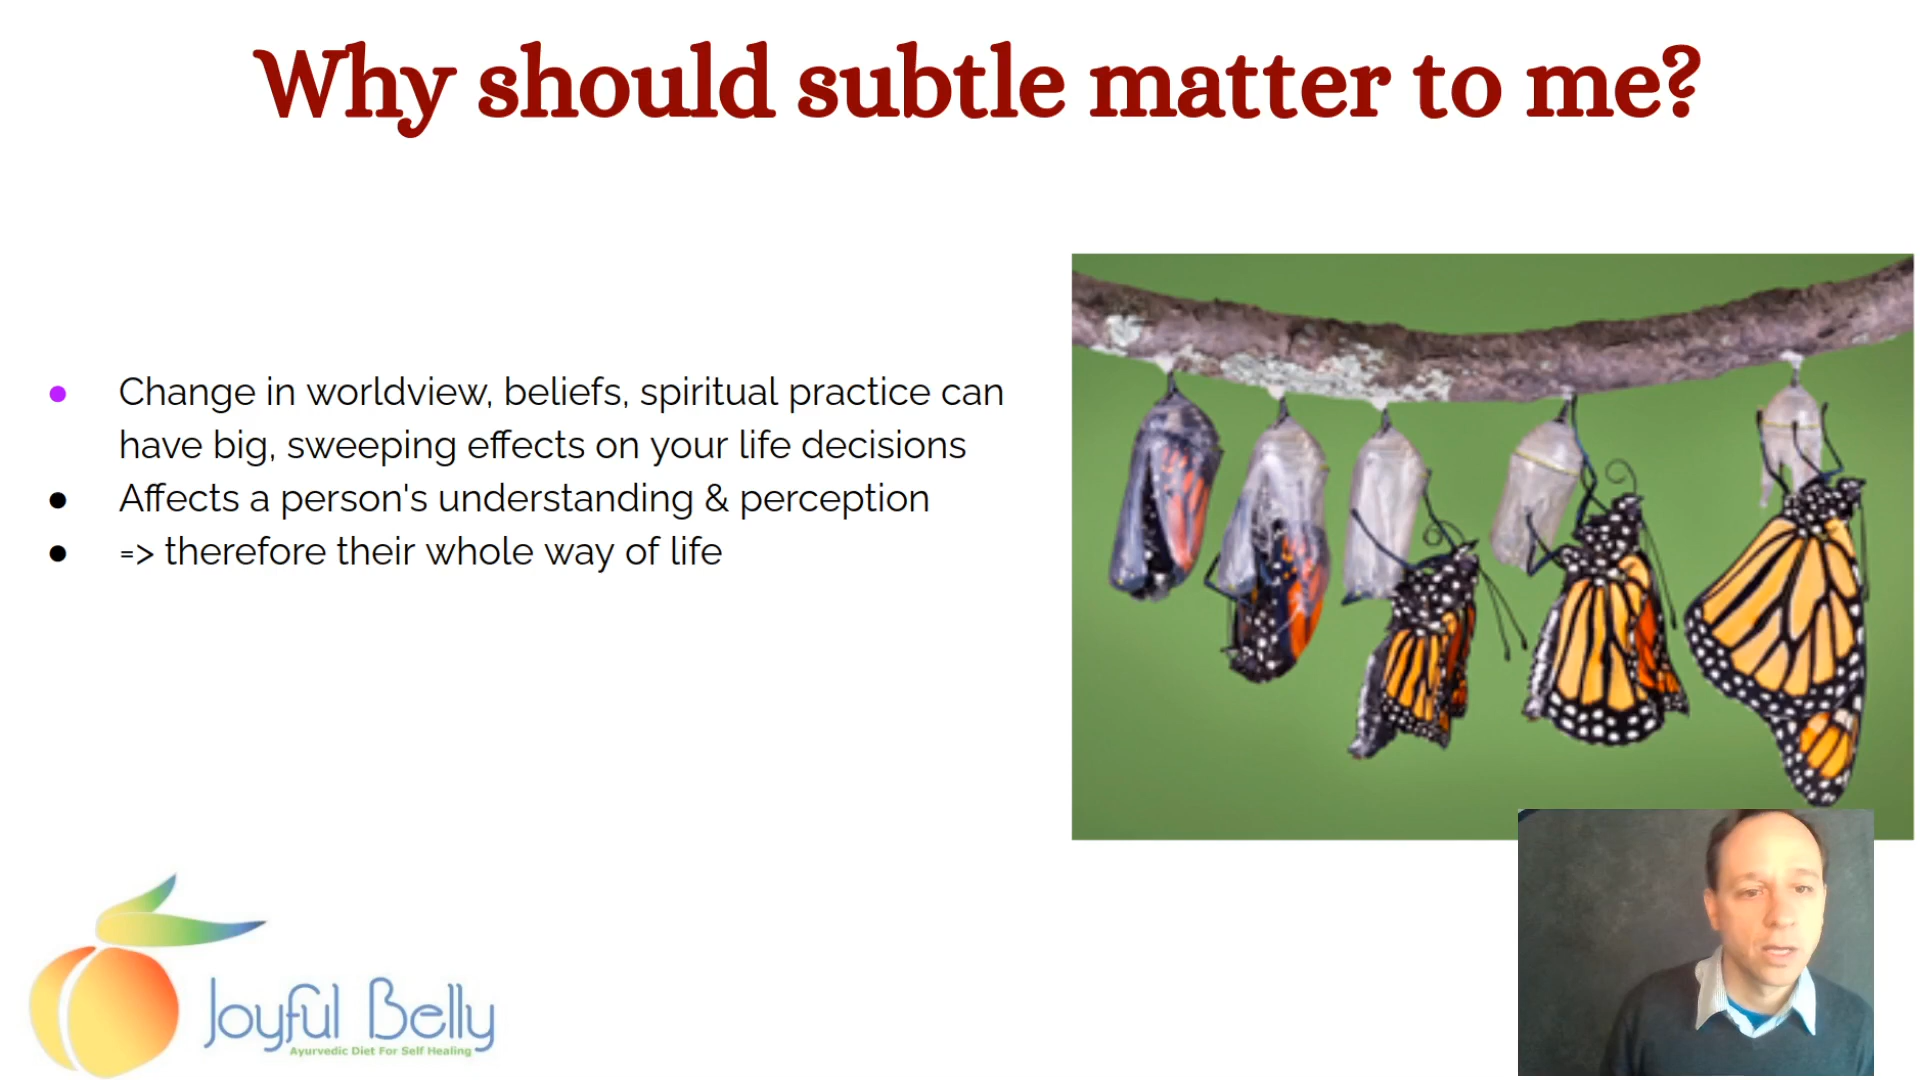 Why should subtle matter to me?
● Change in worldview, beliefs, spiritual practice can
have big, sweeping effects on your life decisions
● Affects a person's understanding & perception
● => therefore their whole way of life
Joyful Belly
Ayurvedic Diet For Self Healing